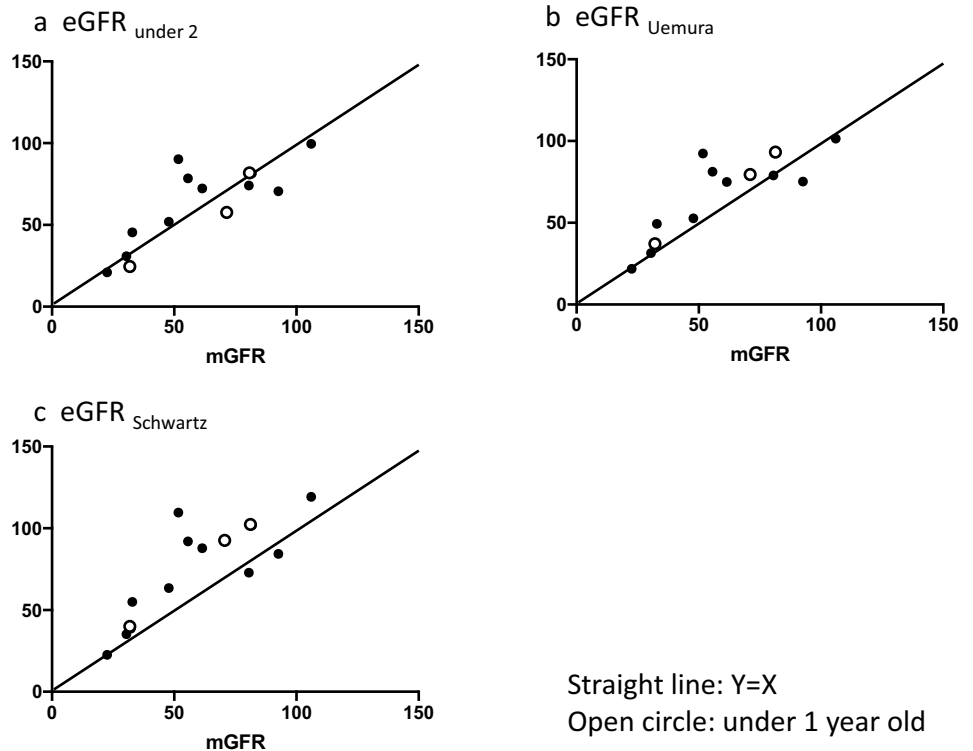 a eGFR under 2
150
100
50
0
0 50 100 150
mGFR
b eGFR Uemura
150
100
50
0
0 50 100 150
mGFR
c eGFR Schwartz
150
100
50
0
0 50 100 150
mGFR
Straight line: Y=X
Open circle: under 1 year old